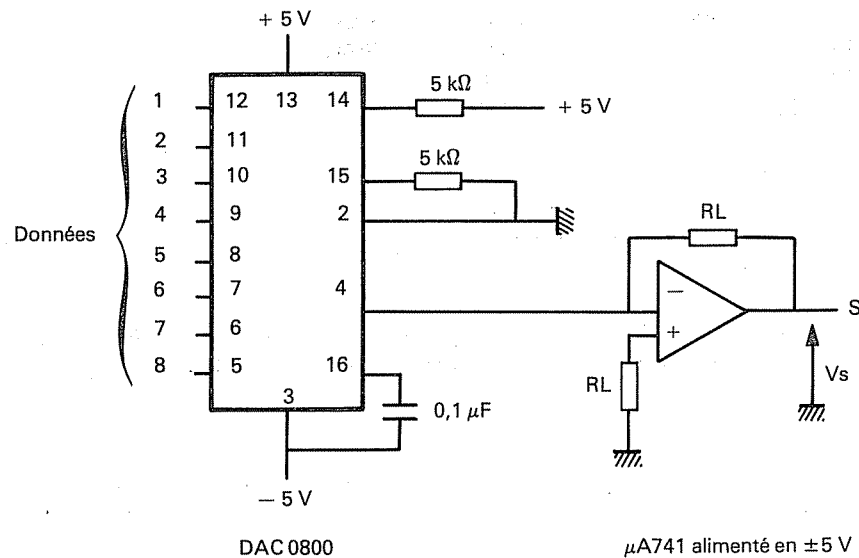 + 5 V
5 kΩ
+ 5 V
1 12 13 14
2 11
5 kΩ
3 10 15
4 9 2
Données
RL
5 8
6 7 4
−
S
7 6
+
8 5 16
RL
Vs
3
0,1 µF
− 5 V
DAC 0800
µA741 alimenté en ±5 V